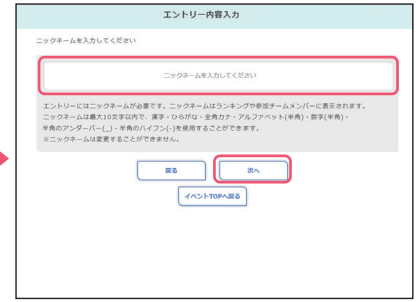 エントリー内容入力
ニックネームを入力してください
ニックネームを入力してください
エントリーにはニックネームが必要です。ニックネームはランキングや参加チームメンバーに表示されます。
ニックネームは最大10文字以内で、漢字・ひらがな・全角カナ・アルファベット(半角)・数字(半角)・
半角のアンダーバー(_)・半角のハイフン(-)を使用することができます。
※ニックネームは変更することができません。
戻る 次へ
イベントTOPへ戻る